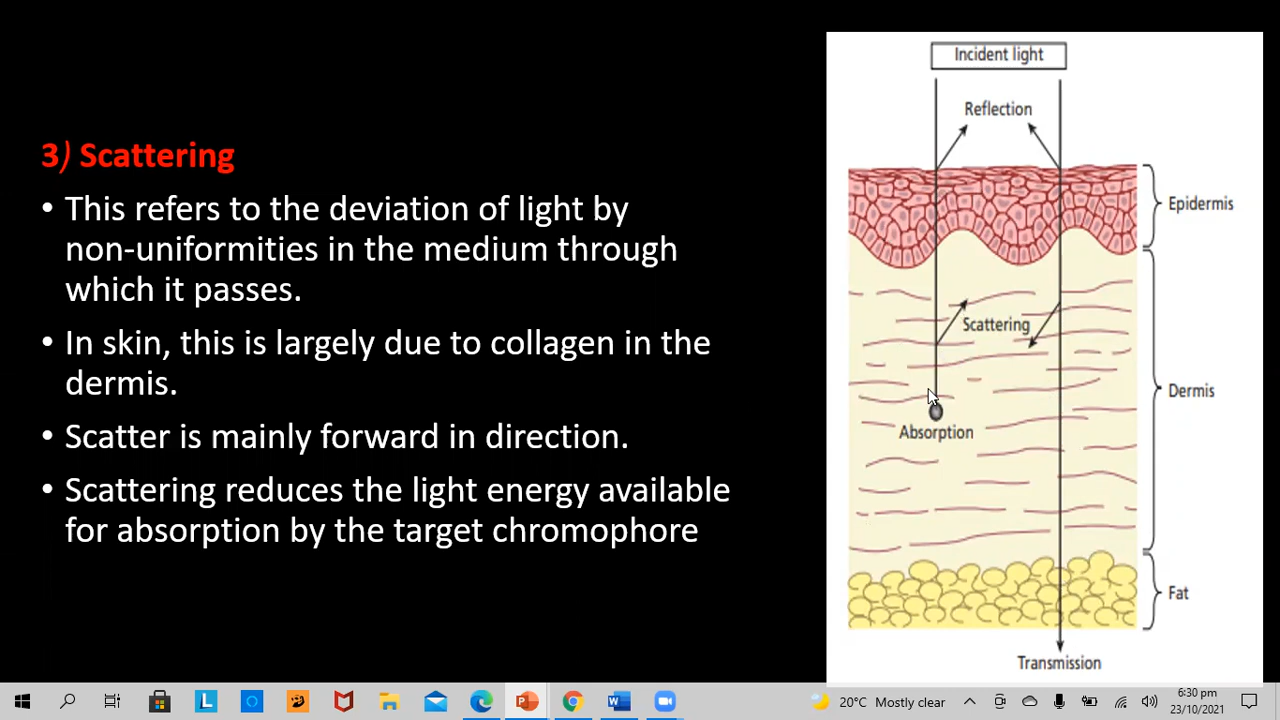 3) Scattering
• This refers to the deviation of light by
non-uniformities in the medium through
which it passes.
• In skin, this is largely due to collagen in the
dermis.
• Scatter is mainly forward in direction.
• Scattering reduces the light energy available
for absorption by the target chromophore
Incident light
Reflection
Epidermis
Scattering
Dermis
Absorption
Fat
Transmission
20°C Mostly clear
6:30 pm
23/10/2021